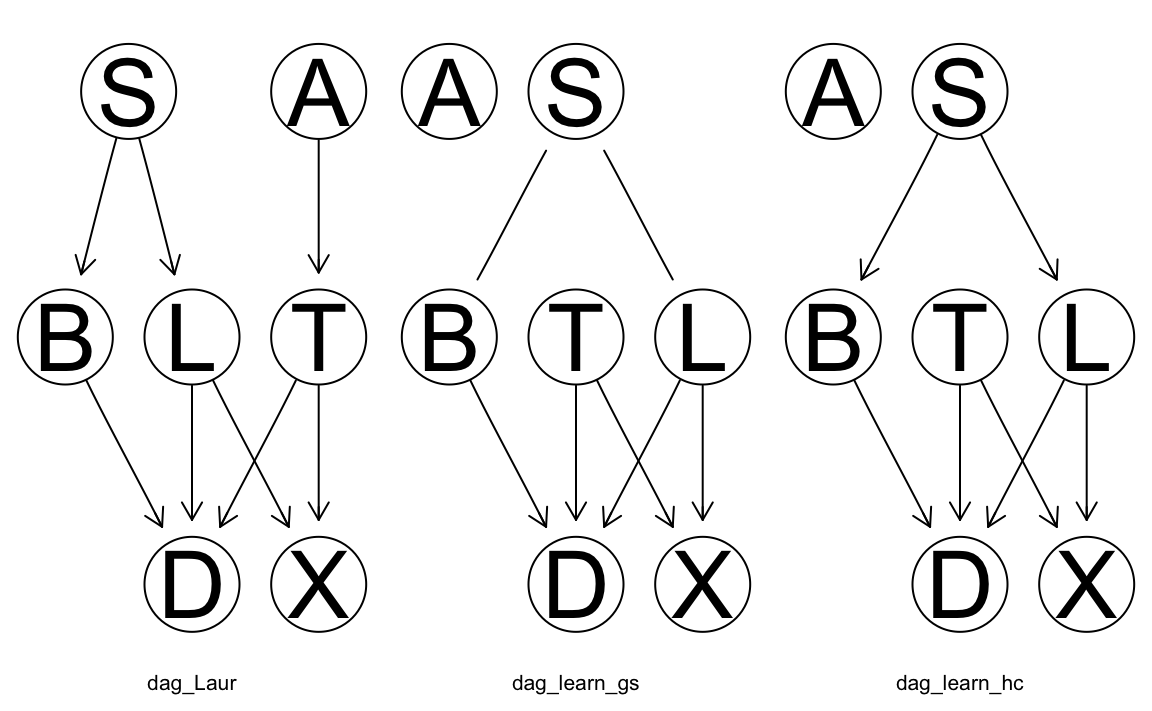 S A A S A S
B L T B T L B T L
D X D X D X
dag_Laur dag_learn_gs dag_learn_hc